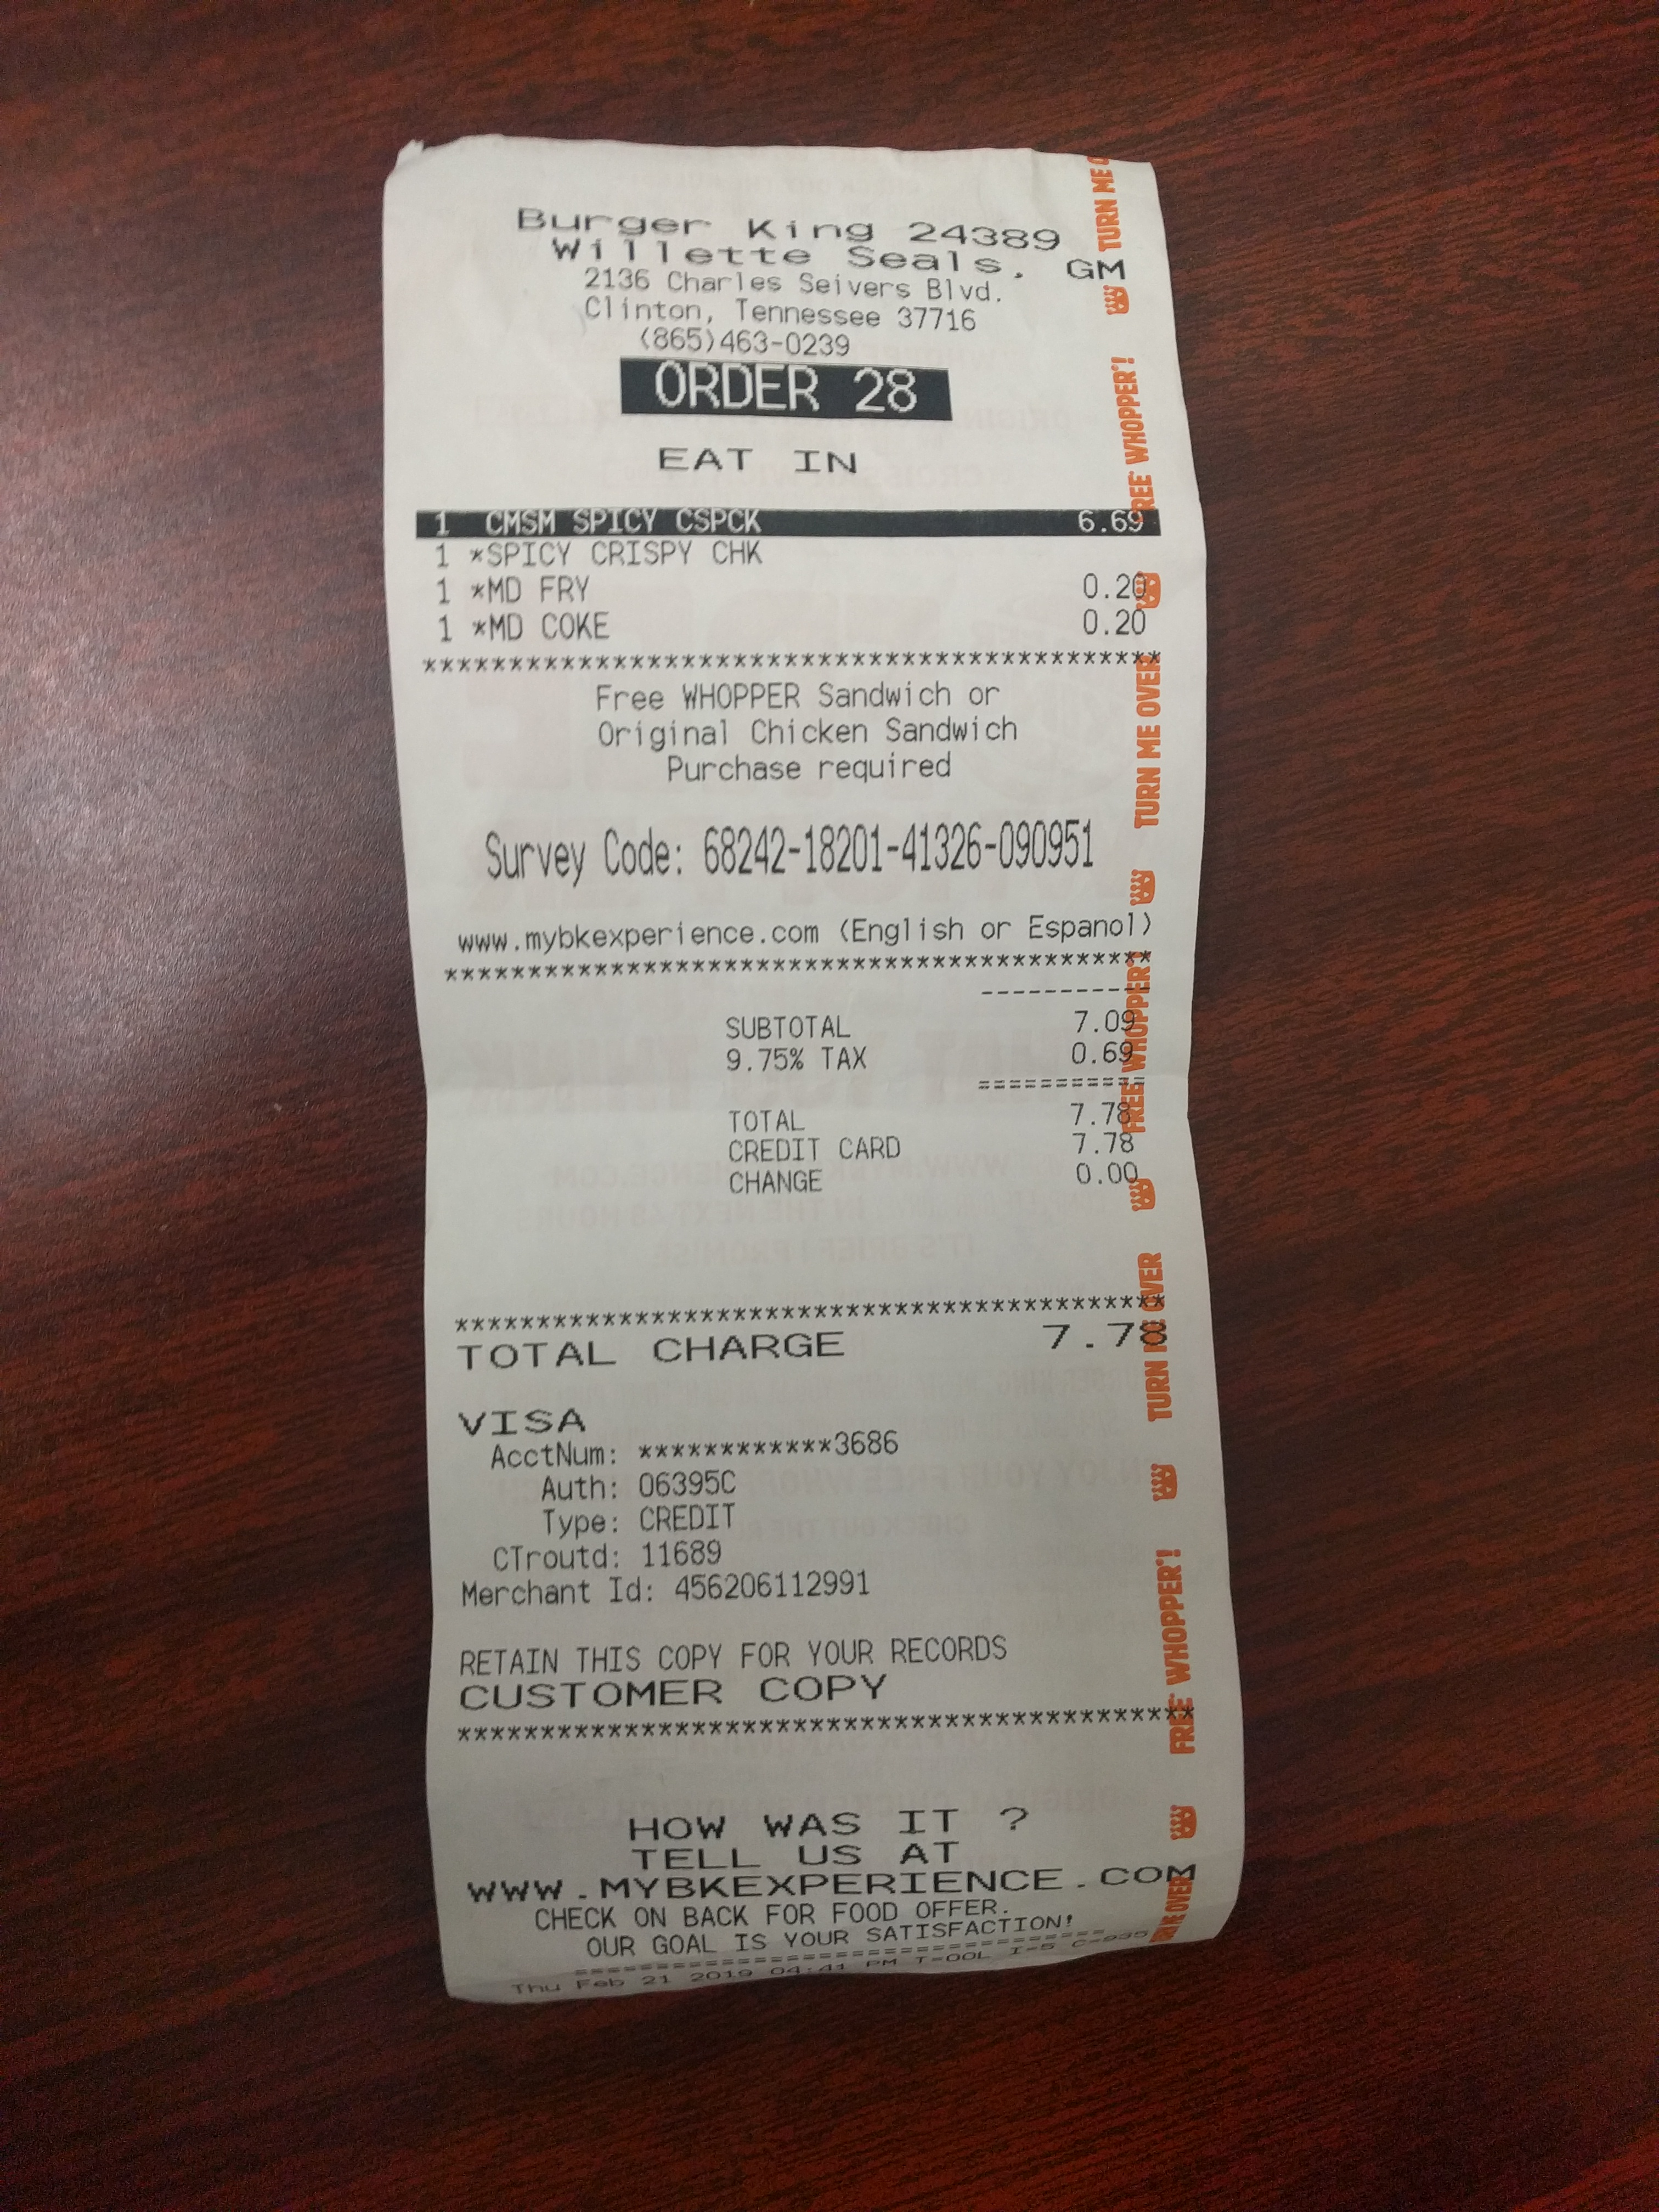 Burger King 24389
Willette Seals, GM
2136 Charles Seivers Blvd.
Clinton, Tennessee 37716
(865)463-0239
ORDER 28
EAT IN
1 CMSM SPICY CSPCK 6.69
1 *SPICY CRISPY CHK
1 *MD FRY 0.20
1 *MD COKE 0.20
*******************************************
Free WHOPPER Sandwich or
Original Chicken Sandwich
Purchase required
Survey Code: 68242-18201-41326-090951
www.mybkexperience.com (English or Espanol)
*******************************************
----------
SUBTOTAL 7.09
9.75% TAX 0.69
==========
TOTAL 7.78
CREDIT CARD 7.78
CHANGE 0.00
*******************************************
TOTAL CHARGE 7.78
VISA
AcctNum: ************3686
Auth: 06395C
Type: CREDIT
CTroutd: 11689
Merchant Id: 456206112991
RETAIN THIS COPY FOR YOUR RECORDS
CUSTOMER COPY
*******************************************
HOW WAS IT ?
TELL US AT
WWW.MYBKEXPERIENCE.COM
CHECK ON BACK FOR FOOD OFFER.
OUR GOAL IS YOUR SATISFACTION!
================================
Thu Feb 21 2019 04:41 PM T-OOL I-5 C-935
TURN ME
FREE WHOPPER!
TURN ME OVER
FREE WHOPPER!
TURN ME OVER
FREE WHOPPER!
TURN ME OVER